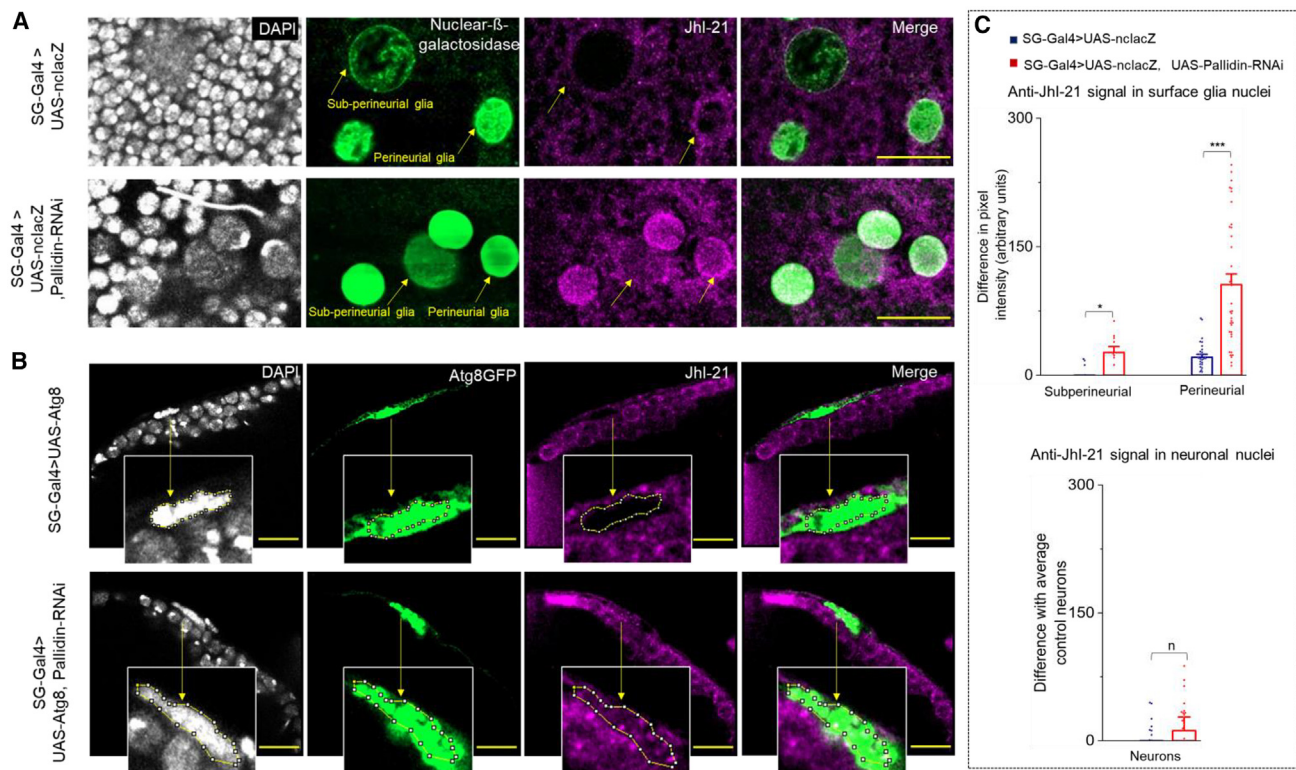 A
SG-Gal4 >
UAS-nclacZ
DAPI
Nuclear-ß-
galactosidase
Sub-perineurial glia
Perineurial glia
Jhl-21
Merge
SG-Gal4 >
UAS-nclacZ
,Pallidin-RNAi
Sub-perineurial glia
Perineurial glia
B
SG-Gal4>UAS-Atg8
DAPI
Atg8GFP
Jhl-21
Merge
SG-Gal4>
UAS-Atg8, Pallidin-RNAi
C
SG-Gal4>UAS-nclacZ
SG-Gal4>UAS-nclacZ, UAS-Pallidin-RNAi
Anti-JhI-21 signal in surface glia nuclei
Difference in pixel
intensity (arbitrary units)
300
150
0
*
***
Subperineurial
Perineurial
Anti-JhI-21 signal in neuronal nuclei
Difference with average
control neurons
300
150
0
n
Neurons